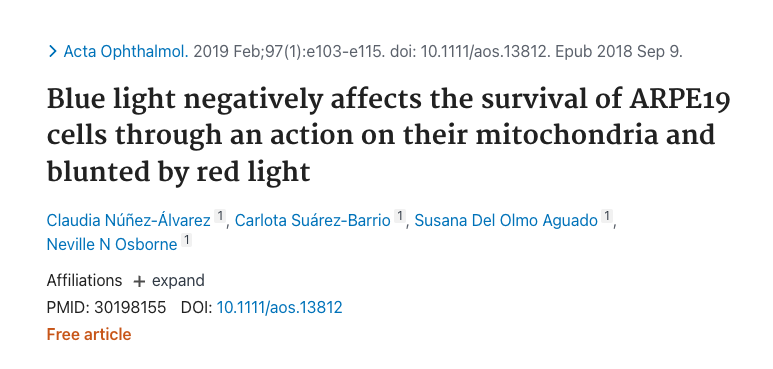 Acta Ophthalmol. 2019 Feb;97(1):e103-e115. doi: 10.1111/aos.13812. Epub 2018 Sep 9.
Blue light negatively affects the survival of ARPE19
cells through an action on their mitochondria and
blunted by red light
Claudia Núñez-Álvarez 1, Carlota Suárez-Barrio 1, Susana Del Olmo Aguado 1,
Neville N Osborne 1
Affiliations + expand
PMID: 30198155 DOI: 10.1111/aos.13812
Free article